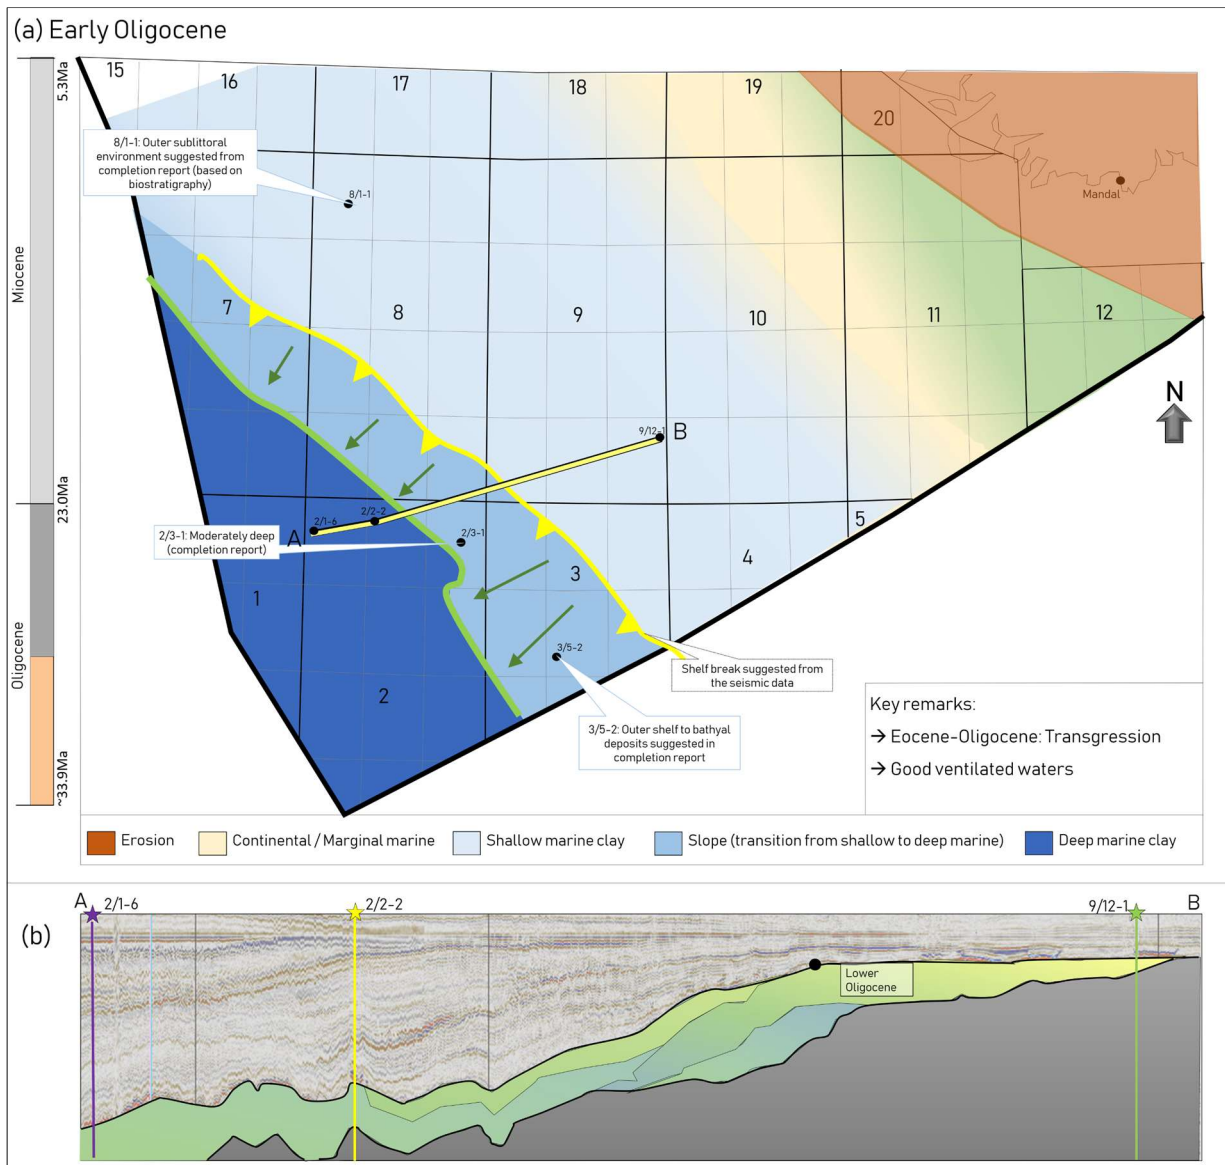 (a) Early Oligocene
5.3Ma
Miocene
23.0Ma
Oligocene
~33.9Ma
15
16
17
18
19
20
8/1-1: Outer sublittoral
environment suggested from
completion report (based on
biostratigraphy)
8/1-1
Mandal
7
8
9
10
11
12
N
9/12-1
B
2/1-6
2/2-2
A
2/3-1: Moderately deep
(completion report)
2/3-1
5
4
3
1
2
3/5-2
Shelf break suggested from
the seismic data
3/5-2: Outer shelf to bathyal
deposits suggested in
completion report
Key remarks:
→ Eocene-Oligocene: Transgression
→ Good ventilated waters
Erosion
Continental / Marginal marine
Shallow marine clay
Slope (transition from shallow to deep marine)
Deep marine clay
(b)
A
2/1-6
2/2-2
9/12-1
B
Lower
Oligocene